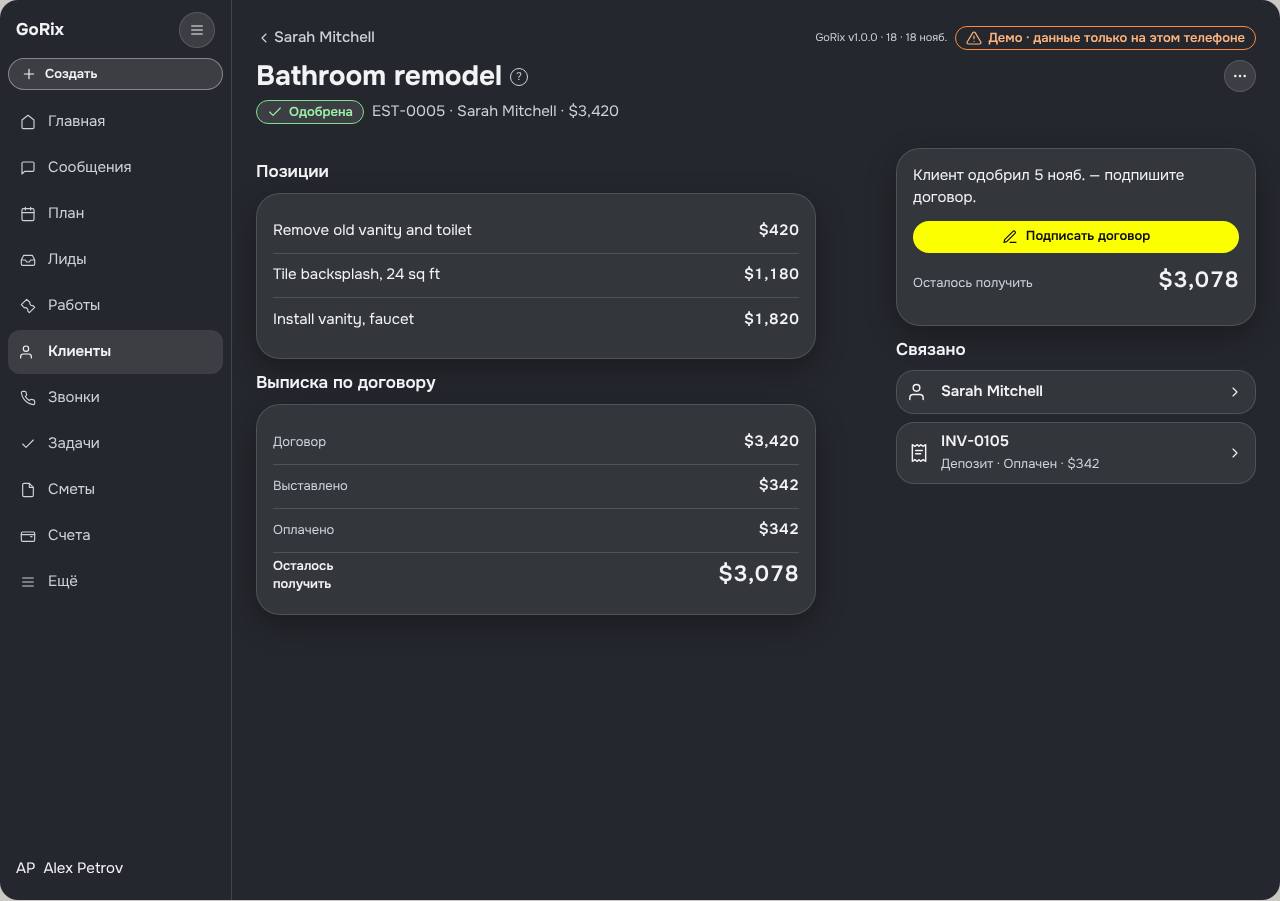 GoRix
Создать
Главная
Сообщения
План
Лиды
Работы
Клиенты
Звонки
Задачи
Сметы
Счета
Ещё
AP Alex Petrov
Sarah Mitchell
GoRix v1.0.0 · 18 · 18 нояб.
Демо · данные только на этом телефоне
Bathroom remodel ?
Одобрена EST-0005 · Sarah Mitchell · $3,420
Позиции
Remove old vanity and toilet $420
Tile backsplash, 24 sq ft $1,180
Install vanity, faucet $1,820
Выписка по договору
Договор $3,420
Выставлено $342
Оплачено $342
Осталось
получить $3,078
Клиент одобрил 5 нояб. — подпишите
договор.
Подписать договор
Осталось получить $3,078
Связано
Sarah Mitchell
INV-0105
Депозит · Оплачен · $342